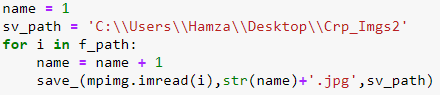 name = 1
sv_path = 'C:\\Users\\Hamza\\Desktop\\Crp_Imgs2'
for i in f_path:
    name = name + 1
    save_(mpimg.imread(i),str(name)+'.jpg',sv_path)